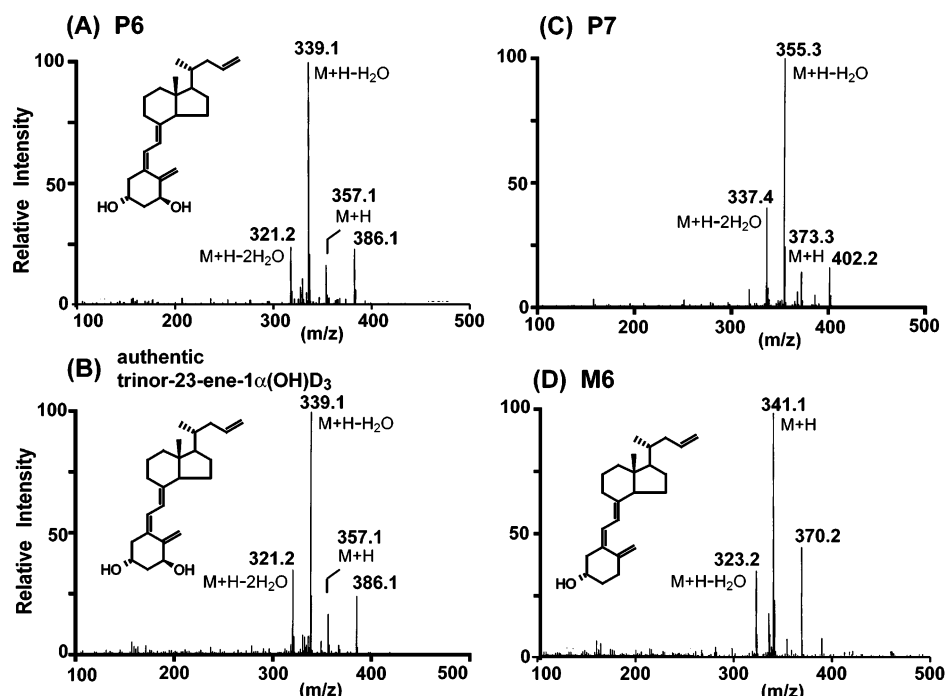 (A) P6
339.1
M+H-H₂O
100
50
0
Relative Intensity
357.1
M+H
321.2
M+H-2H₂O
386.1
HO
OH
100 200 300 400 500
(m/z)
(C) P7
355.3
M+H-H₂O
100
50
0
337.4
M+H-2H₂O
373.3
M+H
402.2
100 200 300 400 500
(m/z)
(B) authentic
trinor-23-ene-1α(OH)D₃
339.1
M+H-H₂O
100
50
0
Relative Intensity
357.1
M+H
321.2
M+H-2H₂O
386.1
HO
OH
100 200 300 400 500
(m/z)
(D) M6
341.1
M+H
100
50
0
370.2
323.2
M+H-H₂O
HO
100 200 300 400 500
(m/z)